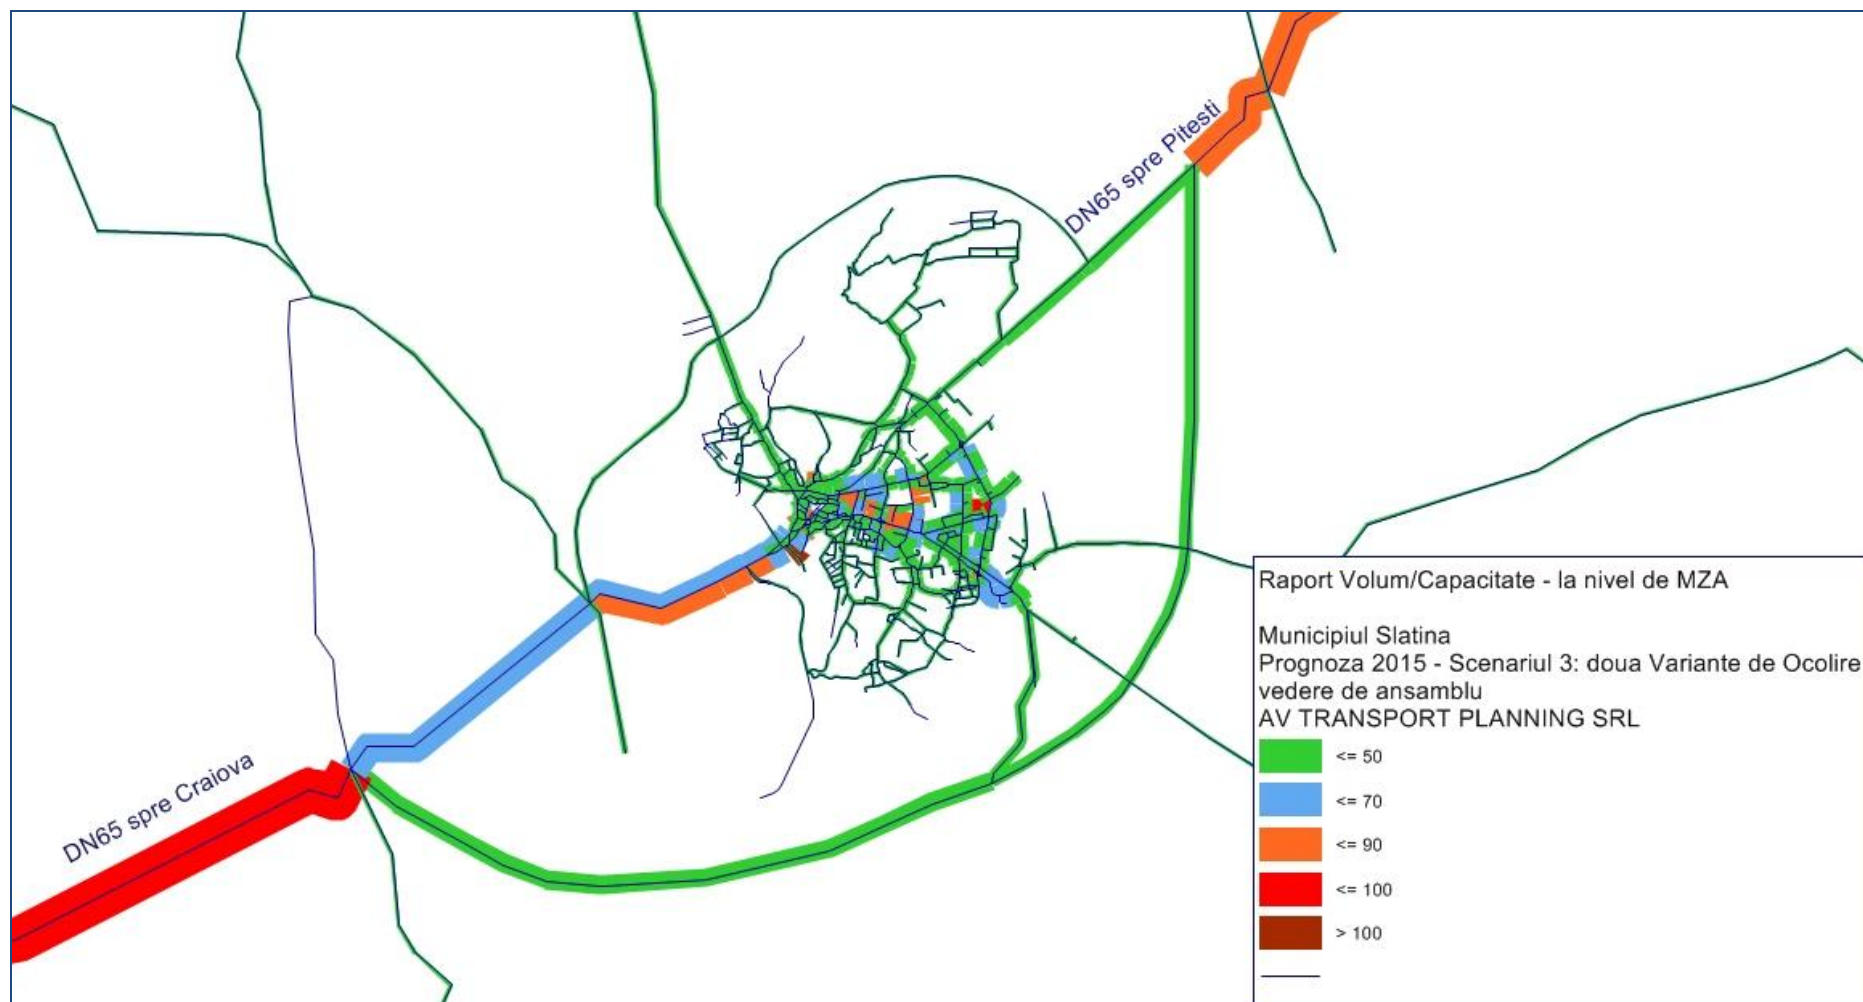 DN65 spre Pitesti
DN65 spre Craiova
Raport Volum/Capacitate - la nivel de MZA
Municipiul Slatina
Prognoza 2015 - Scenariul 3: doua Variante de Ocolire
vedere de ansamblu
AV TRANSPORT PLANNING SRL
<= 50
<= 70
<= 90
<= 100
> 100